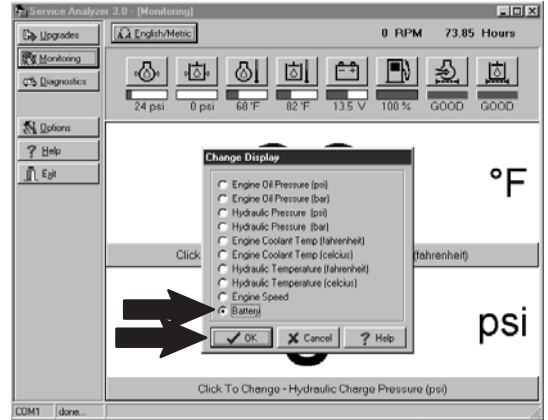 Service Analyzer 3.0 - [Monitoring]
Upgrades
English/Metric
0 RPM 73.85 Hours
Monitoring
Diagnostics
24 psi 0 psi 68 °F 82 °F 13.5 V 100 % GOOD GOOD
Options
Help
Exit
Change Display
°F
Engine Oil Pressure (psi)
Engine Oil Pressure (bar)
Hydraulic Pressure (psi)
Hydraulic Pressure (bar)
Engine Coolant Temp (fahrenheit)
Engine Coolant Temp (celcius)
Click (fahrenheit)
Hydraulic Temperature (fahrenheit)
Hydraulic Temperature (celcius)
Engine Speed
Battery
psi
OK Cancel Help
Click To Change - Hydraulic Charge Pressure (psi)
COM1 done...